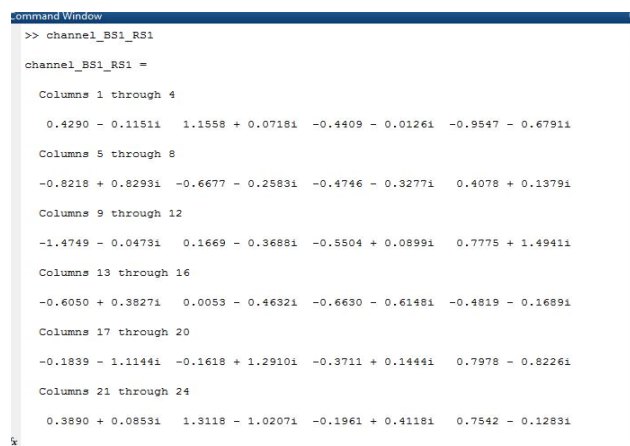 Command Window
>> channel_BS1_RS1
channel_BS1_RS1 =
Columns 1 through 4
0.4290 - 0.1151i 1.1558 + 0.0718i -0.4409 - 0.0126i -0.9547 - 0.6791i
Columns 5 through 8
-0.8218 + 0.8293i -0.6677 - 0.2583i -0.4746 - 0.3277i 0.4078 + 0.1379i
Columns 9 through 12
-1.4749 - 0.0473i 0.1669 - 0.3688i -0.5504 + 0.0899i 0.7775 + 1.4941i
Columns 13 through 16
-0.6050 + 0.3827i 0.0053 - 0.4632i -0.6630 - 0.6148i -0.4819 - 0.1689i
Columns 17 through 20
-0.1839 - 1.1144i -0.1618 + 1.2910i -0.3711 + 0.1444i 0.7978 - 0.8226i
Columns 21 through 24
0.3890 + 0.0853i 1.3118 - 1.0207i -0.1961 + 0.4118i 0.7542 - 0.1283i
fx